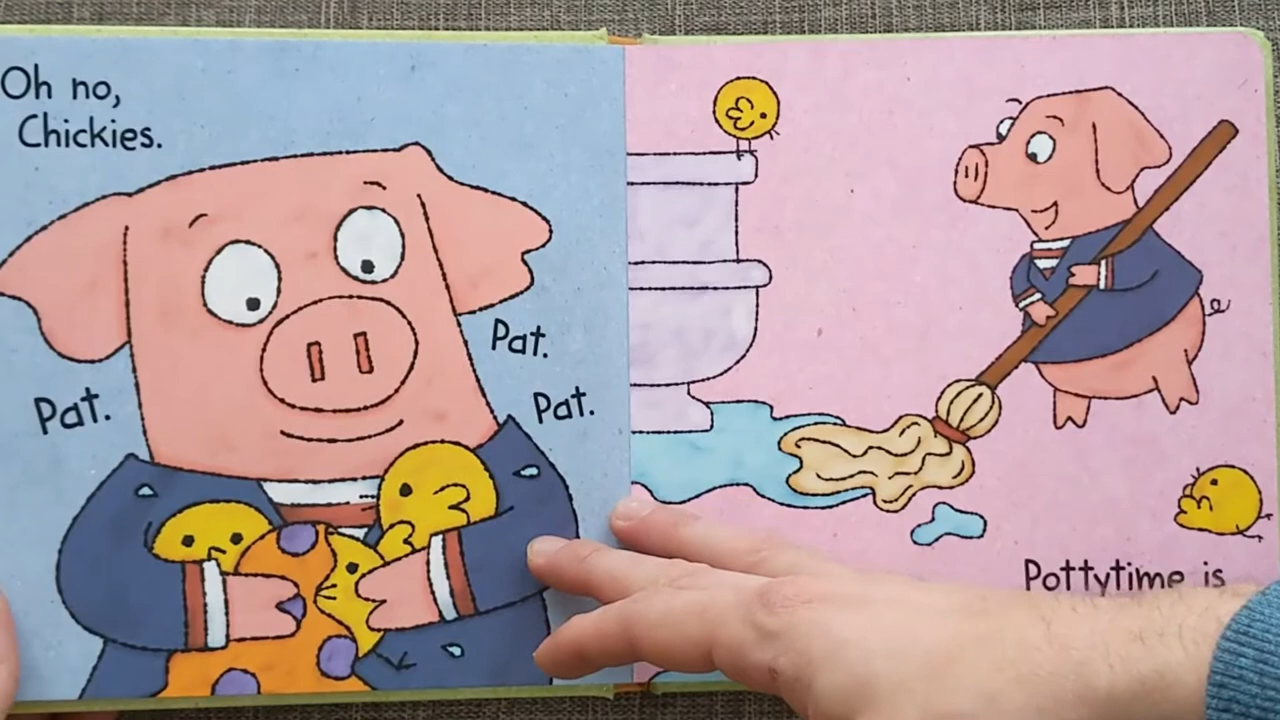 Oh no,
Chickies.
Pat.
Pat.
Pat.
Pottytime is